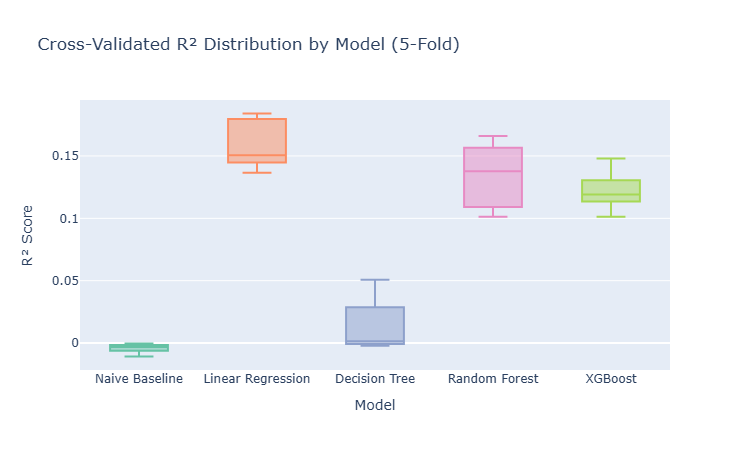 Cross-Validated R² Distribution by Model (5-Fold)
R² Score
0.15
0.1
0.05
0
Naive Baseline
Linear Regression
Decision Tree
Random Forest
XGBoost
Model